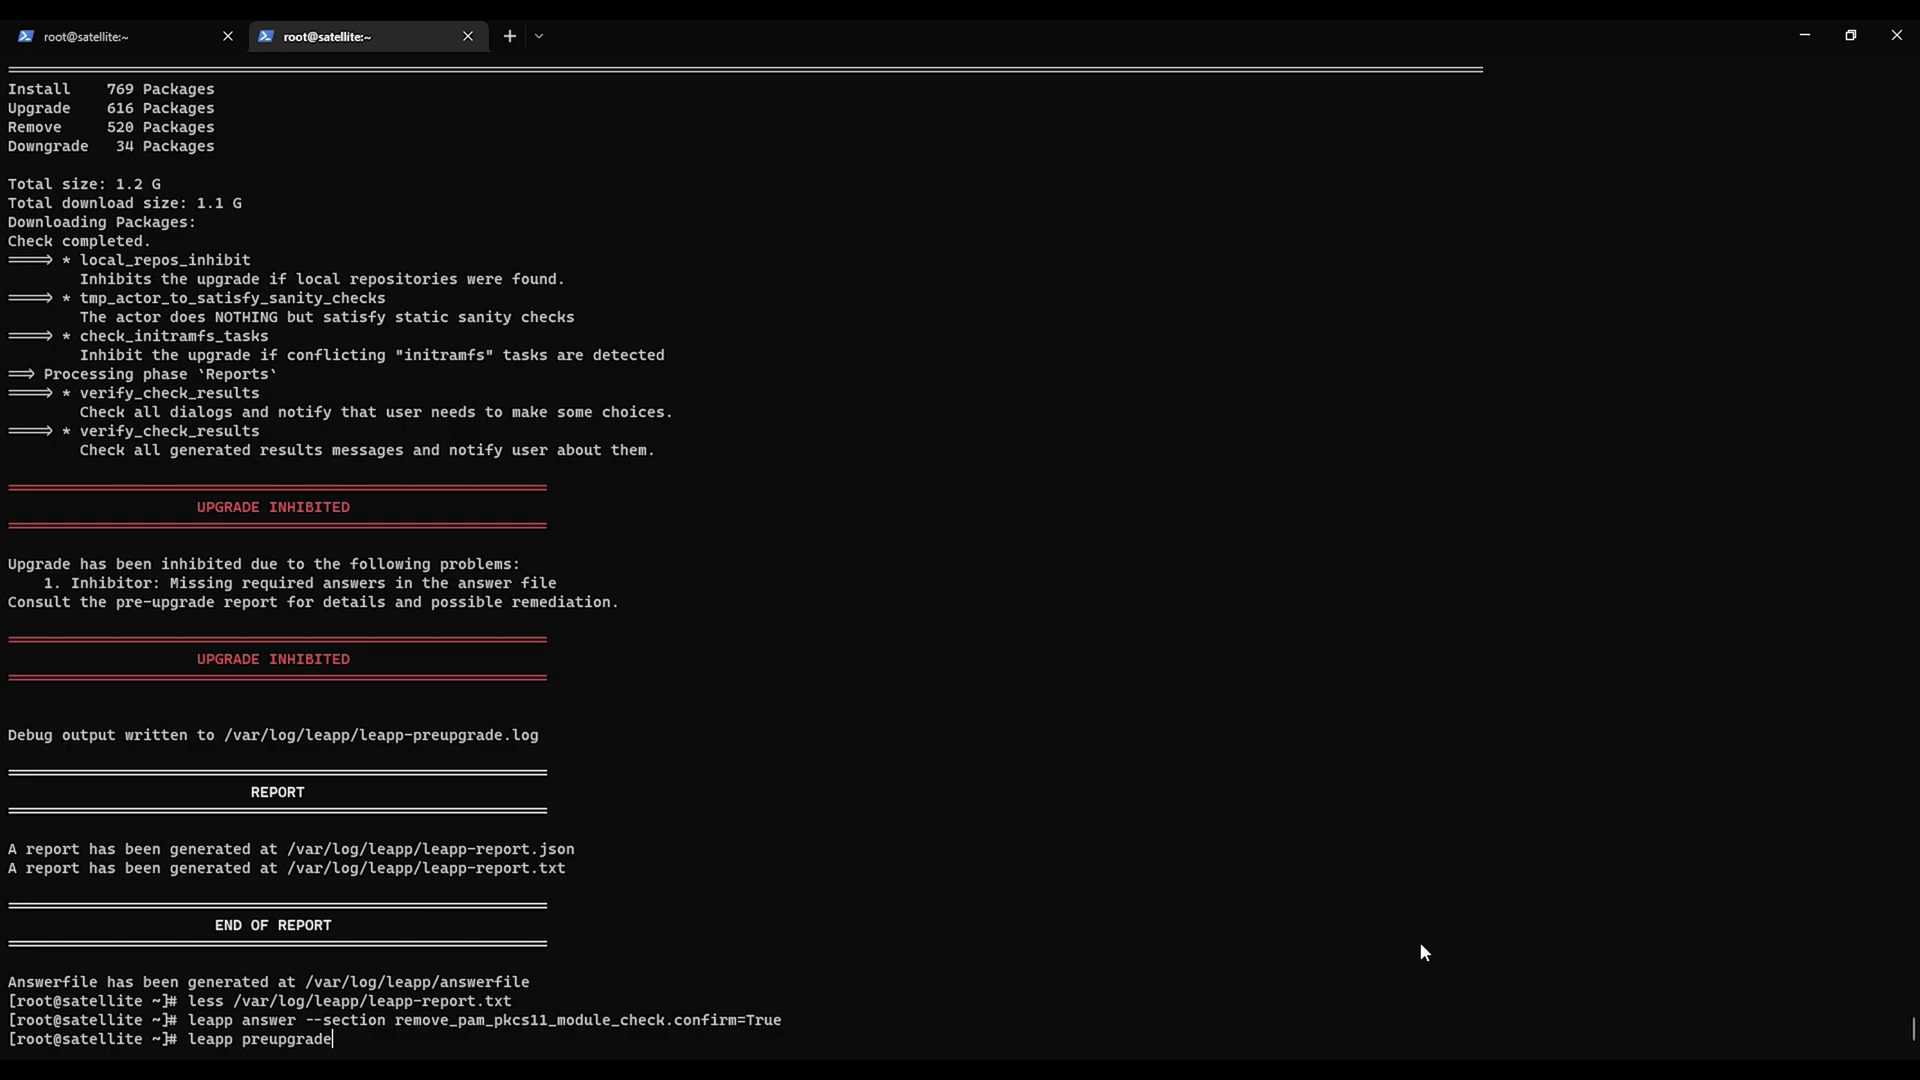 root@satellite:~
root@satellite:~
Install    769 Packages
Upgrade    616 Packages
Remove     520 Packages
Downgrade   34 Packages
Total size: 1.2 G
Total download size: 1.1 G
Downloading Packages:
Check completed.
====> * local_repos_inhibit
        Inhibits the upgrade if local repositories were found.
====> * tmp_actor_to_satisfy_sanity_checks
        The actor does NOTHING but satisfy static sanity checks
====> * check_initramfs_tasks
        Inhibit the upgrade if conflicting "initramfs" tasks are detected
==> Processing phase `Reports`
====> * verify_check_results
        Check all dialogs and notify that user needs to make some choices.
====> * verify_check_results
        Check all generated results messages and notify user about them.
UPGRADE INHIBITED
Upgrade has been inhibited due to the following problems:
    1. Inhibitor: Missing required answers in the answer file
Consult the pre-upgrade report for details and possible remediation.
UPGRADE INHIBITED
Debug output written to /var/log/leapp/leapp-preupgrade.log
REPORT
A report has been generated at /var/log/leapp/leapp-report.json
A report has been generated at /var/log/leapp/leapp-report.txt
END OF REPORT
Answerfile has been generated at /var/log/leapp/answerfile
[root@satellite ~]# less /var/log/leapp/leapp-report.txt
[root@satellite ~]# leapp answer --section remove_pam_pkcs11_module_check.confirm=True
[root@satellite ~]# leapp preupgrade